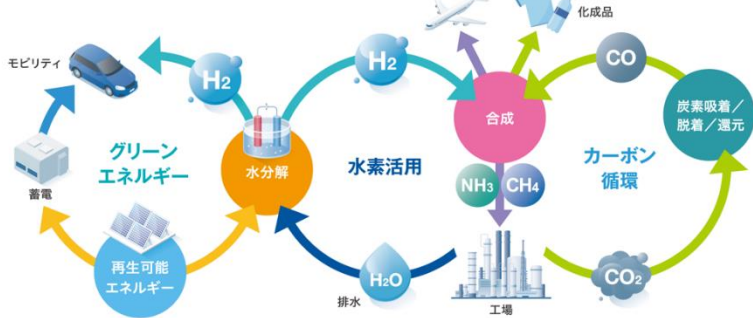 化成品
モビリティ
H2
H2
CO
炭素吸着／
脱着／還元
合成
グリーン
エネルギー
水分解
水素活用
カーボン
循環
NH3
CH4
蓄電
再生可能
エネルギー
H2O
CO2
排水
工場